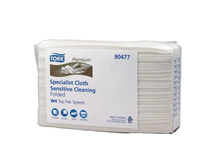 TORK
Premium
90477
Specialist Cloth
Sensitive Cleaning
Folded
W4 Top Pak System